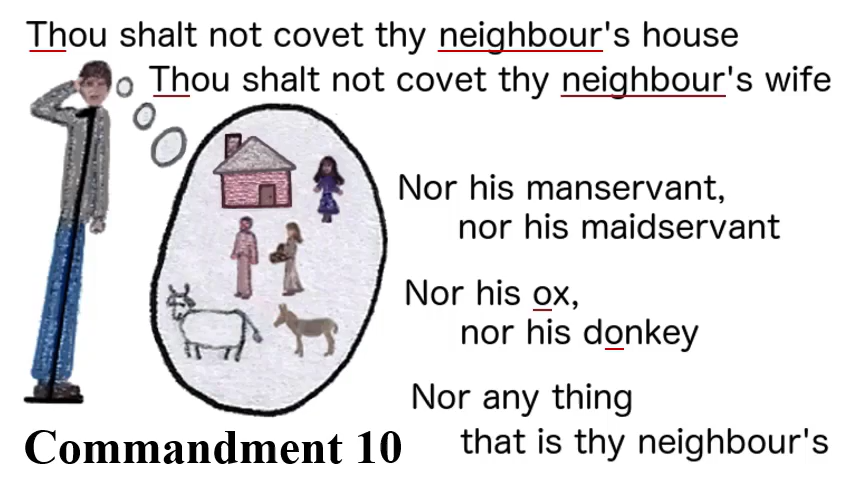 Thou shalt not covet thy neighbour's house
Thou shalt not covet thy neighbour's wife
Nor his manservant,
nor his maidservant
Nor his ox,
nor his donkey
Nor any thing
that is thy neighbour's
Commandment 10